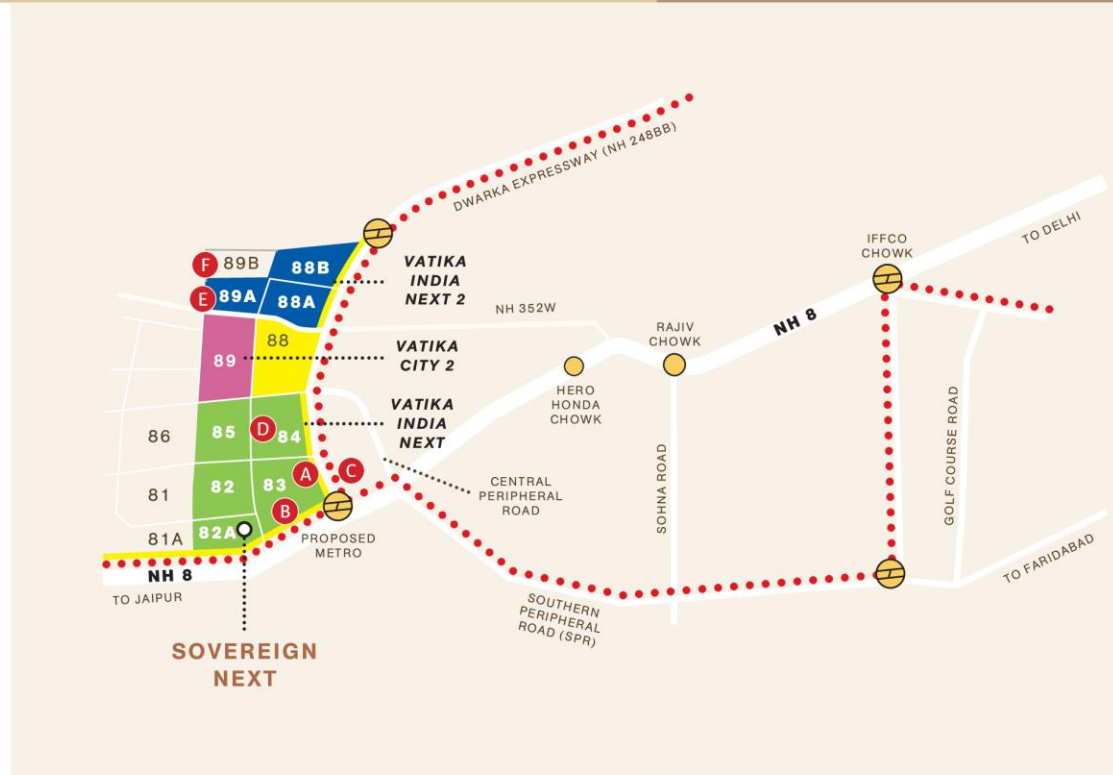 DWARKA EXPRESSWAY (NH 248BB)
TO DELHI
IFFCO
CHOWK
F
89B
88B
VATIKA
INDIA
NEXT 2
E
89A
88A
NH 352W
NH 8
RAJIV
CHOWK
89
88
VATIKA
CITY 2
HERO
HONDA
CHOWK
VATIKA
INDIA
NEXT
86
85
D
84
GOLF COURSE ROAD
SOHNA ROAD
81
82
83
A
C
B
CENTRAL
PERIPHERAL
ROAD
81A
82A
PROPOSED
METRO
NH 8
TO JAIPUR
TO FARIDABAD
SOUTHERN
PERIPHERAL
ROAD (SPR)
SOVEREIGN
NEXT